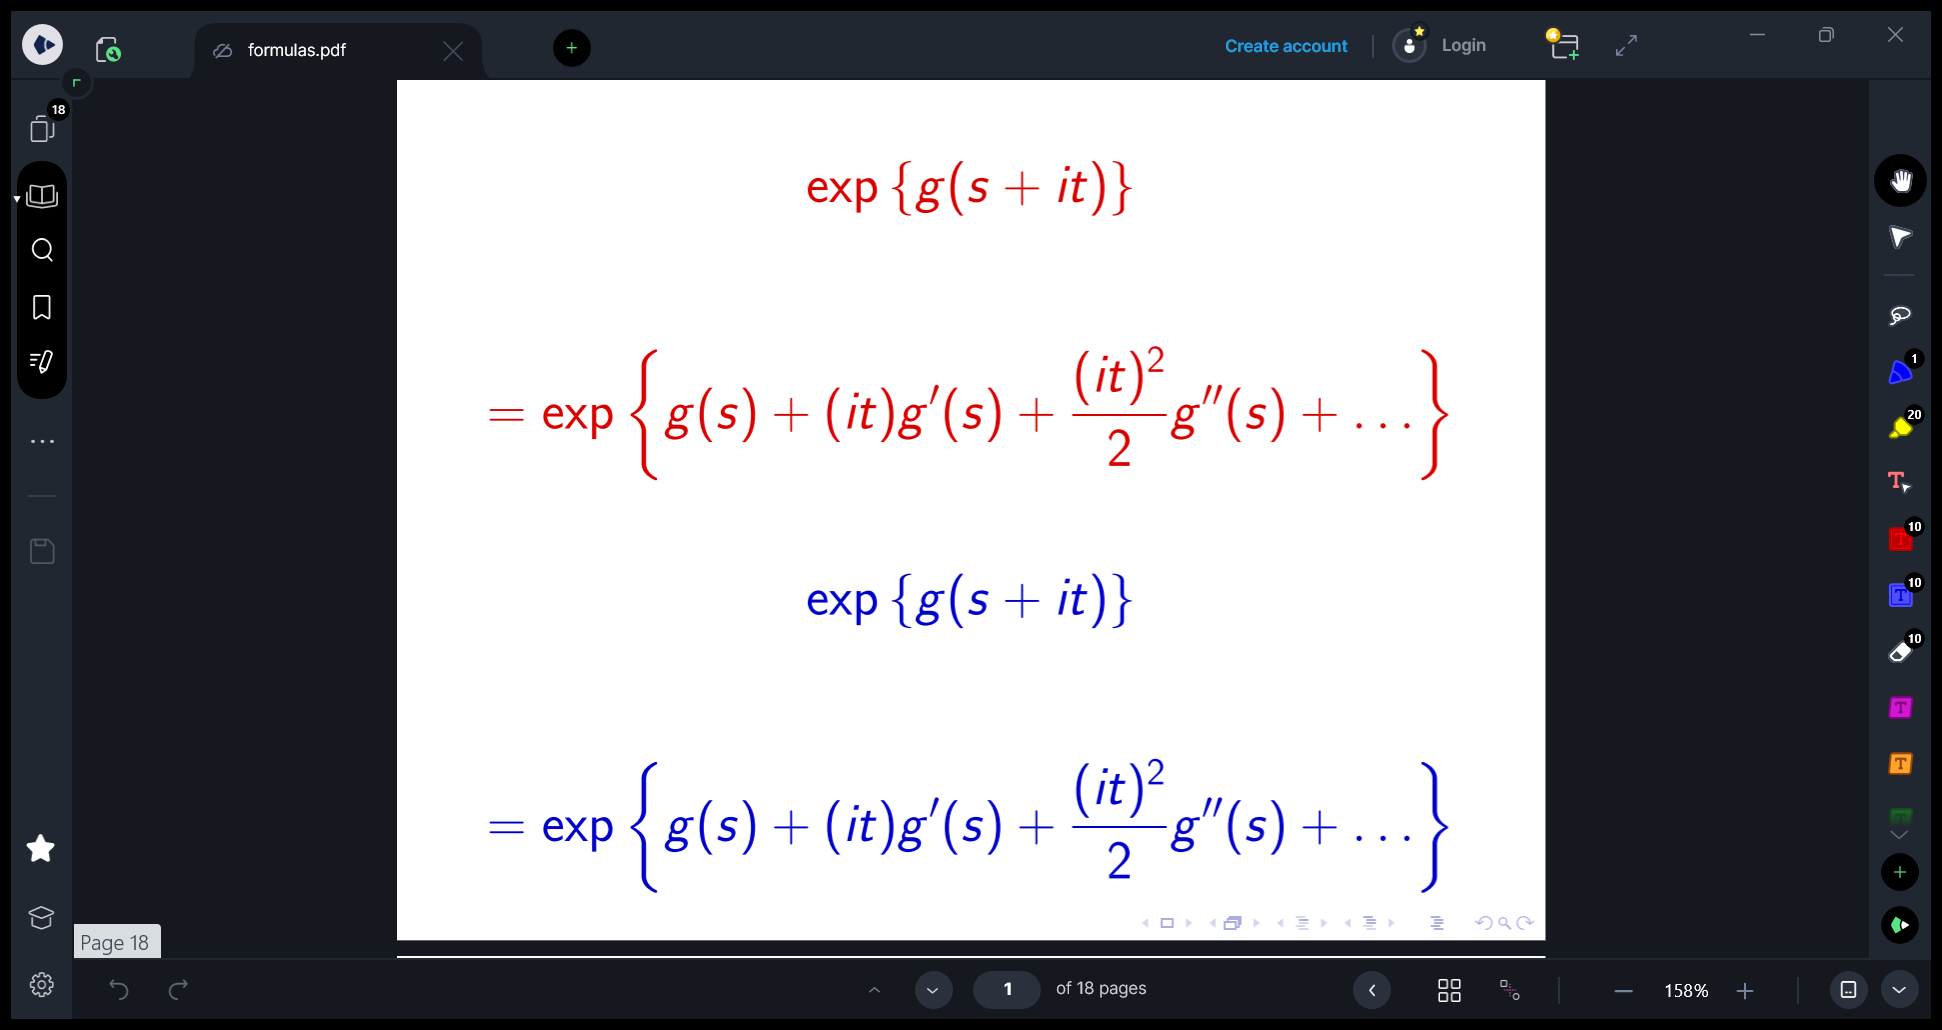 formulas.pdf
Create account
Login
18
exp {g(s + it)}
= exp {g(s) + (it)g′(s) + (it)²/2 g″(s) + ...}
exp {g(s + it)}
= exp {g(s) + (it)g′(s) + (it)²/2 g″(s) + ...}
1
20
T
10
T
10
T
10
T
T
Page 18
1 of 18 pages
158%